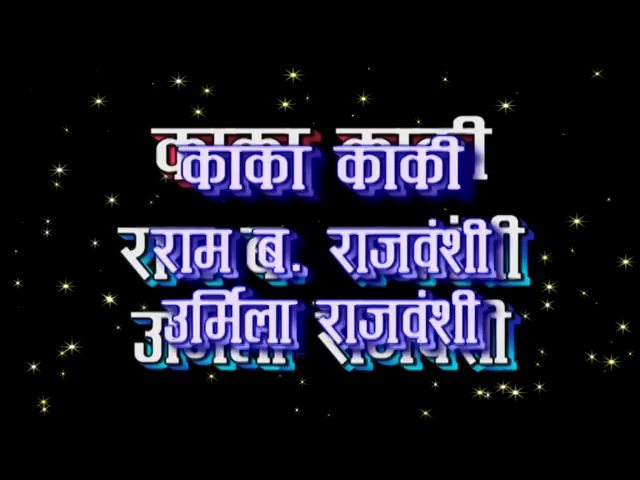 काका काकी
राम ब. राजवंशी
उर्मिला राजवंशी